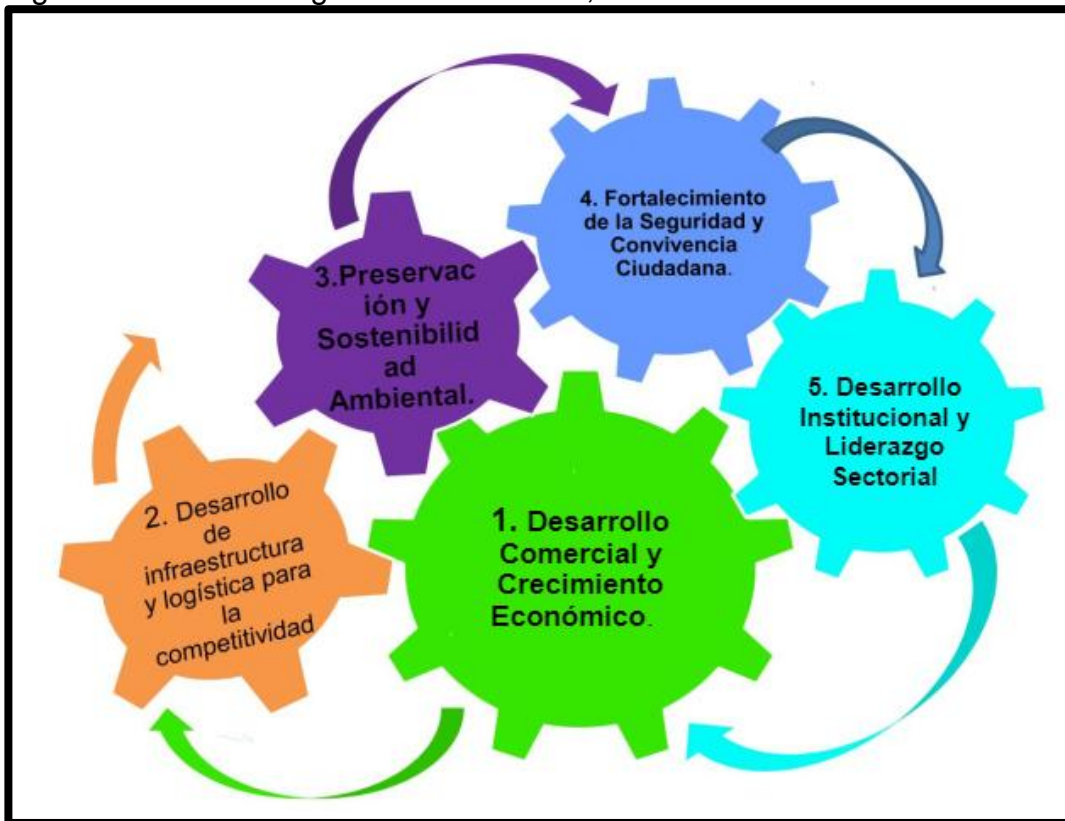 1. Desarrollo
Comercial y
Crecimiento
Económico.
2. Desarrollo
de
infraestructura
y logística para
la
competitividad
3.Preservac
ión y
Sostenibilid
ad
Ambiental.
4. Fortalecimiento
de la Seguridad y
Convivencia
Ciudadana.
5. Desarrollo
Institucional y
Liderazgo
Sectorial